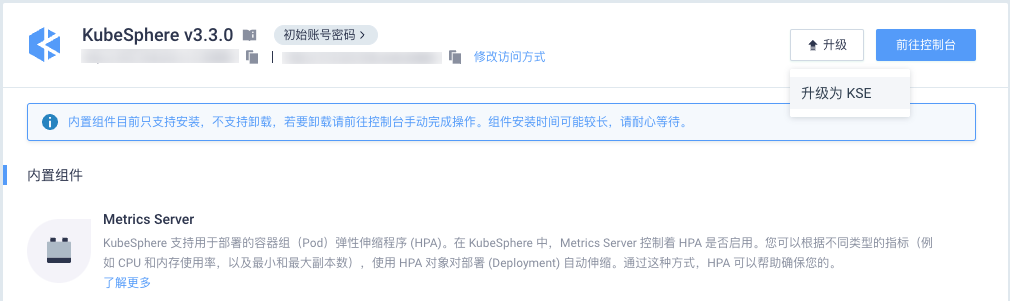 KubeSphere v3.3.0
初始账号密码 >
修改访问方式
升级
前往控制台
升级为 KSE
内置组件目前只支持安装，不支持卸载，若要卸载请前往控制台手动完成操作。组件安装时间可能较长，请耐心等待。
内置组件
Metrics Server
KubeSphere 支持用于部署的容器组（Pod）弹性伸缩程序 (HPA)。在 KubeSphere 中，Metrics Server 控制着 HPA 是否启用。您可以根据不同类型的指标（例
如 CPU 和内存使用率，以及最小和最大副本数），使用 HPA 对象对部署 (Deployment) 自动伸缩。通过这种方式，HPA 可以帮助确保您的。
了解更多